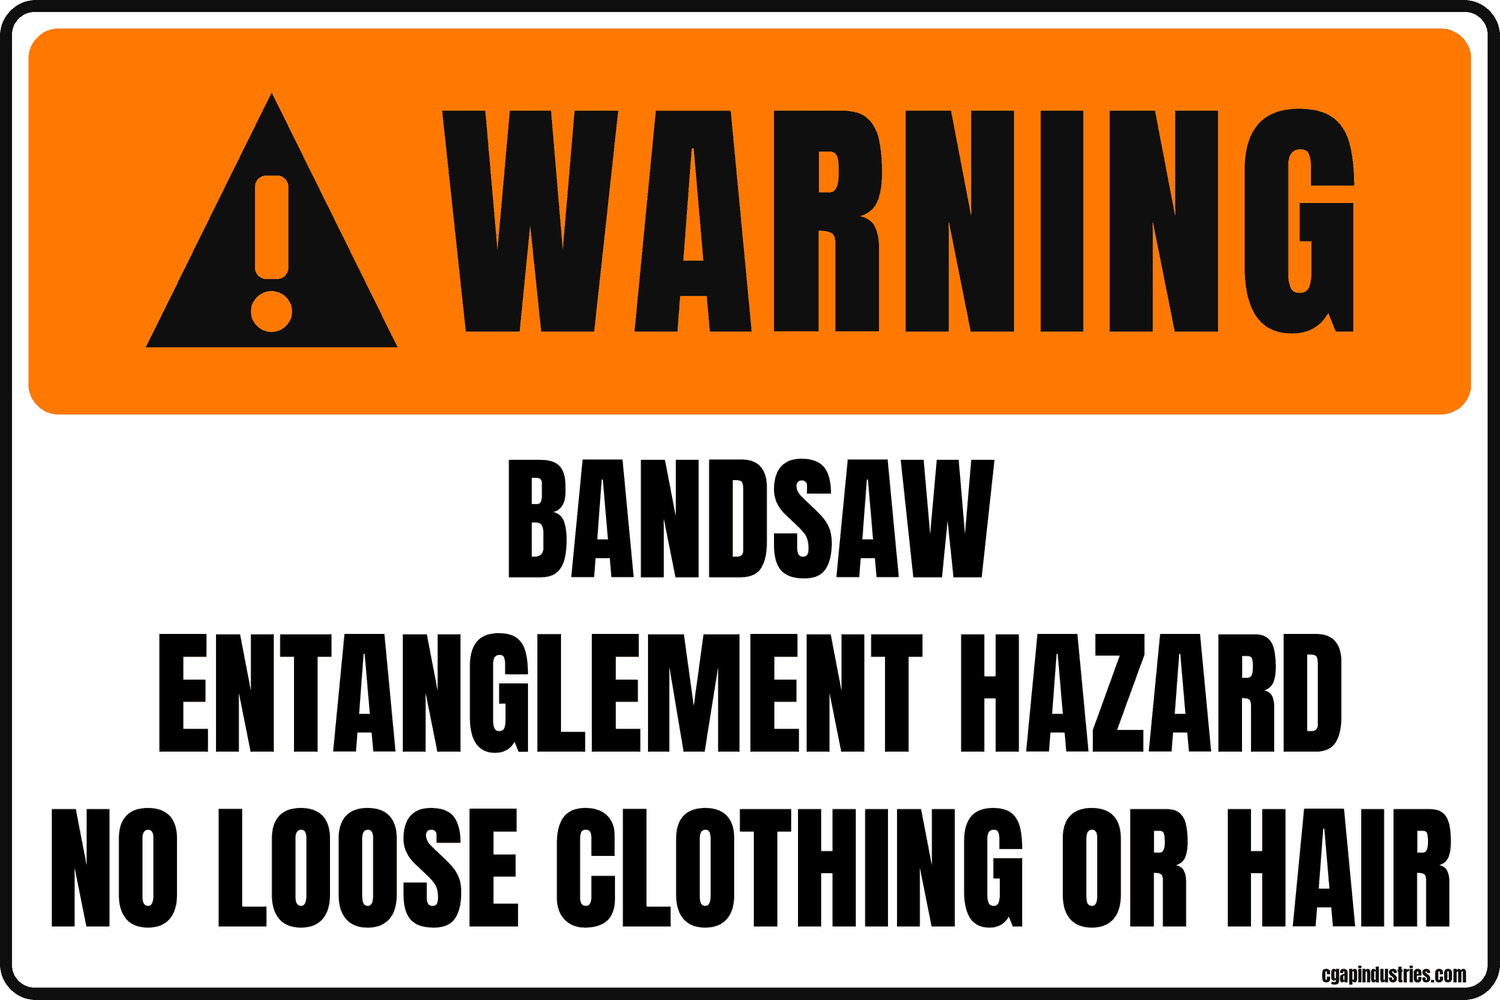 WARNING
BANDSAW
ENTANGLEMENT HAZARD
NO LOOSE CLOTHING OR HAIR
cgapindustries.com